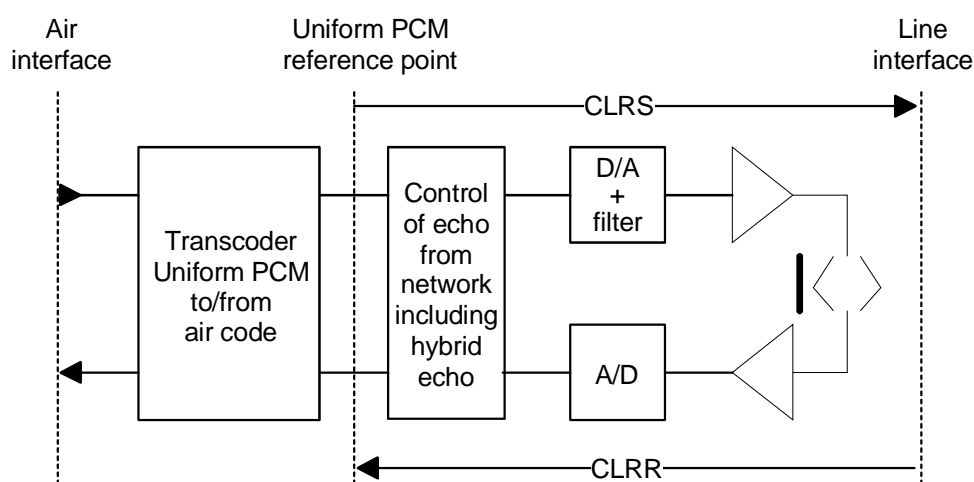 Air
interface
Uniform PCM
reference point
Line
interface
CLRS
Transcoder
Uniform PCM
to/from
air code
Control
of echo
from
network
including
hybrid
echo
D/A
+
filter
A/D
CLRR